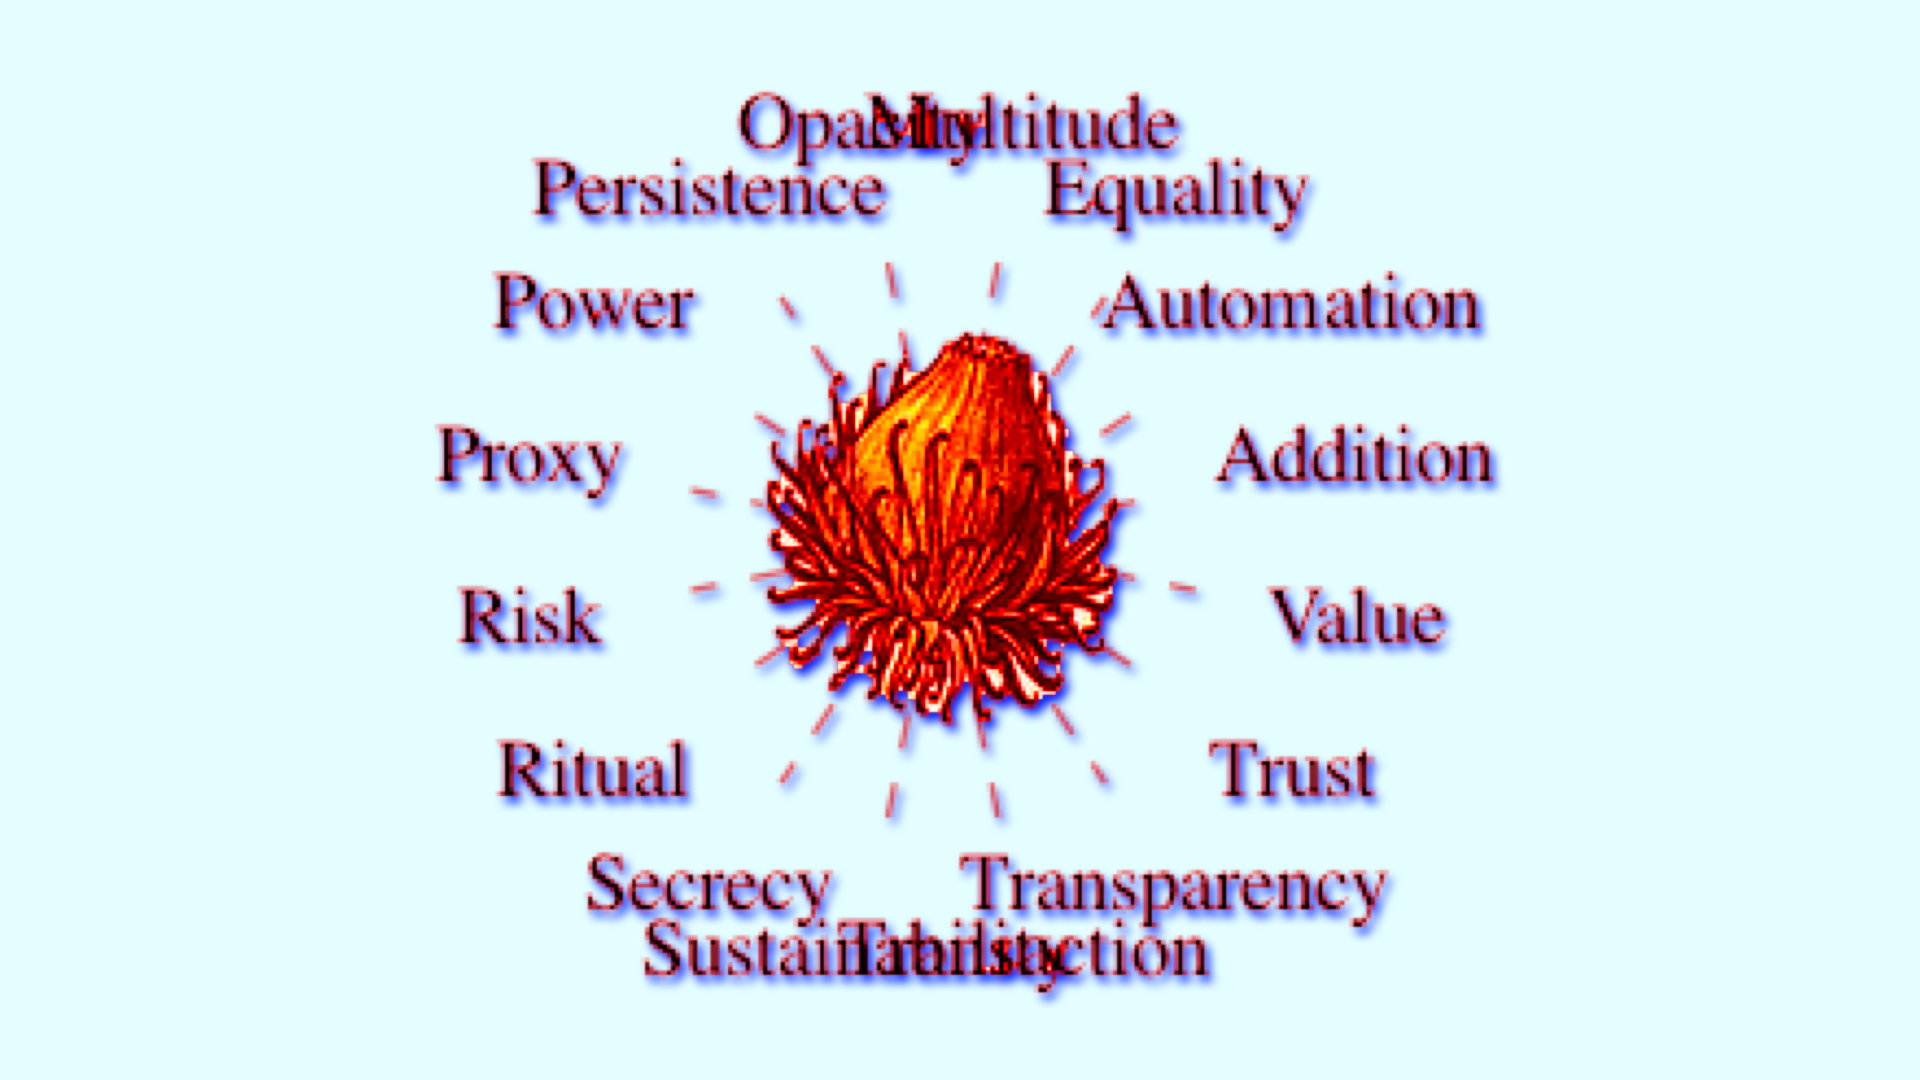 Opacity Multitude
Persistence Equality
Power Automation
Proxy Addition
Risk Value
Ritual Trust
Secrecy Transparency
Sustainability Transaction